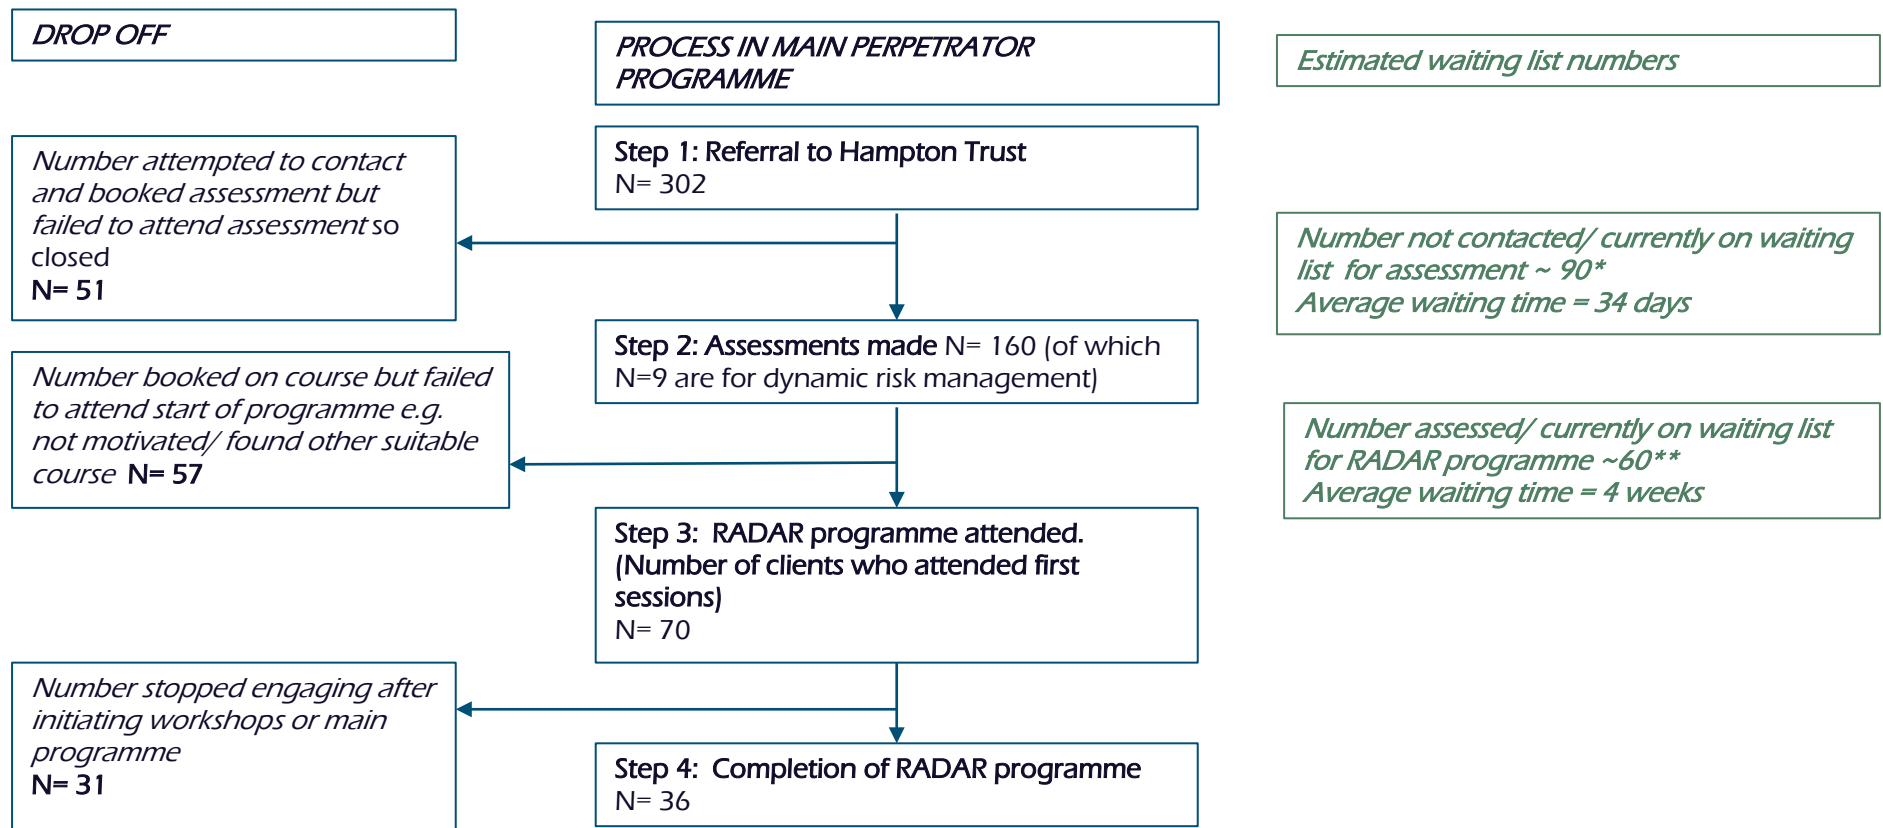 DROP OFF
PROCESS IN MAIN PERPETRATOR
PROGRAMME
Estimated waiting list numbers
Number attempted to contact
and booked assessment but
failed to attend assessment so
closed
N= 51
Step 1: Referral to Hampton Trust
N= 302
Number not contacted/ currently on waiting
list for assessment ~ 90*
Average waiting time = 34 days
Step 2: Assessments made N= 160 (of which
N=9 are for dynamic risk management)
Number booked on course but failed
to attend start of programme e.g.
not motivated/ found other suitable
course N= 57
Number assessed/ currently on waiting list
for RADAR programme ~60**
Average waiting time = 4 weeks
Step 3: RADAR programme attended.
(Number of clients who attended first
sessions)
N= 70
Number stopped engaging after
initiating workshops or main
programme
N= 31
Step 4: Completion of RADAR programme
N= 36